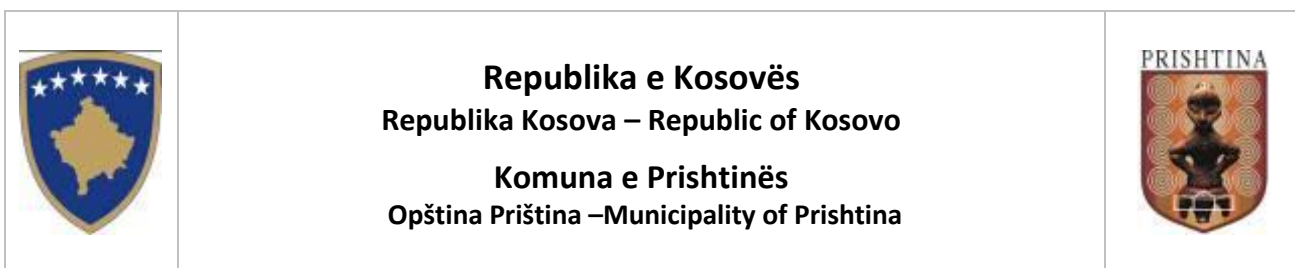 Republika e Kosovës
Republika Kosova – Republic of Kosovo
Komuna e Prishtinës
Opština Priština –Municipality of Prishtina
PRISHTINA